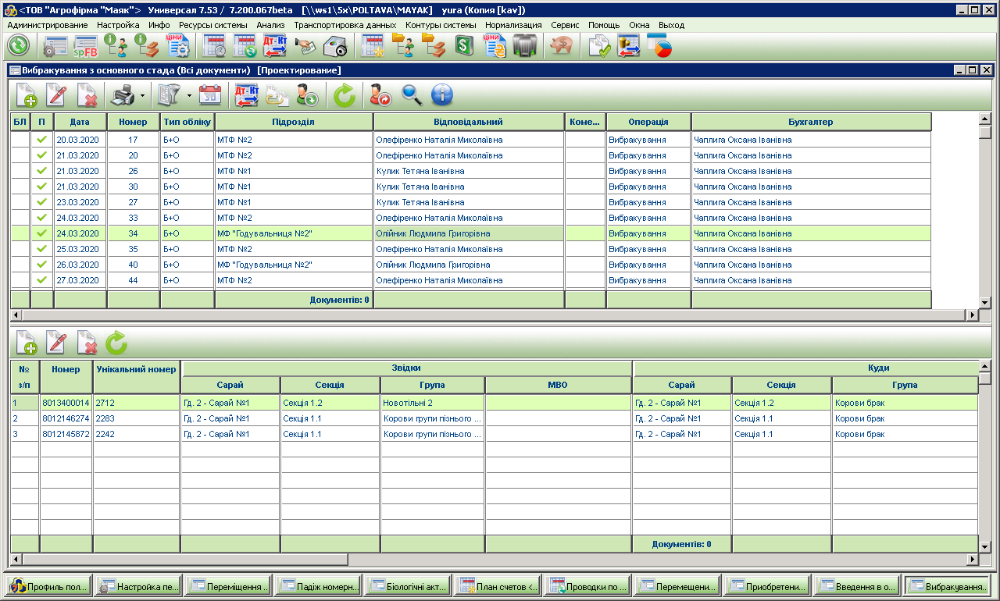 <ТОВ "Агрофірма "Маяк"> Универсал 7.53 / 7.200.067beta [\\ws1\5x\POLTAVA\MAYAK] yura (Копия [kav])
Администрирование Настройка Инфо Ресурсы системы Анализ Транспортировка данных Контуры системы Нормализация Сервис Помощь Окна Выход
spFB ЦІНИ Дт-Кт ЦІНИ
Вибракування з основного стада (Всі документи) [Проектирование]
30 Дт-Кт
БЛ П Дата Номер Тип обліку Підрозділ Відповідальний Коме... Операція Бухгалтер
20.03.2020 17 Б+О МТФ №2 Олефіренко Наталія Миколаївна Вибракування Чаплига Оксана Іванівна
21.03.2020 20 Б+О МТФ №2 Олефіренко Наталія Миколаївна Вибракування Чаплига Оксана Іванівна
21.03.2020 26 Б+О МТФ №1 Кулик Тетяна Іванівна Вибракування Чаплига Оксана Іванівна
21.03.2020 30 Б+О МТФ №1 Кулик Тетяна Іванівна Вибракування Чаплига Оксана Іванівна
23.03.2020 27 Б+О МТФ №1 Кулик Тетяна Іванівна Вибракування Чаплига Оксана Іванівна
24.03.2020 33 Б+О МТФ №2 Олефіренко Наталія Миколаївна Вибракування Чаплига Оксана Іванівна
24.03.2020 34 Б+О МФ "Годувальниця №2" Олійник Людмила Григорівна Вибракування Чаплига Оксана Іванівна
25.03.2020 35 Б+О МТФ №2 Олефіренко Наталія Миколаївна Вибракування Чаплига Оксана Іванівна
26.03.2020 40 Б+О МФ "Годувальниця №2" Олійник Людмила Григорівна Вибракування Чаплига Оксана Іванівна
27.03.2020 44 Б+О МТФ №2 Олефіренко Наталія Миколаївна Вибракування Чаплига Оксана Іванівна
Документів: 0
№ з/п Номер Унікальний номер Звідки Куди
Сарай Секція Група МВО Сарай Секція Група
1 8013400014 2712 Гд. 2 - Сарай №1 Секція 1.2 Новотільні 2 Гд. 2 - Сарай №1 Секція 1.2 Корови брак
2 8012146274 2283 Гд. 2 - Сарай №1 Секція 1.1 Корови групи пізнього ... Гд. 2 - Сарай №1 Секція 1.1 Корови брак
3 8012145872 2242 Гд. 2 - Сарай №1 Секція 1.1 Корови групи пізнього ... Гд. 2 - Сарай №1 Секція 1.1 Корови брак
Документів: 0
Профиль пол... Настройка пе... Переміщення ... Падіж номерн... Біологічні акт... План счетов <... Проводки по ... Перемещени... Приобретени... Введення в о... Вибракування...